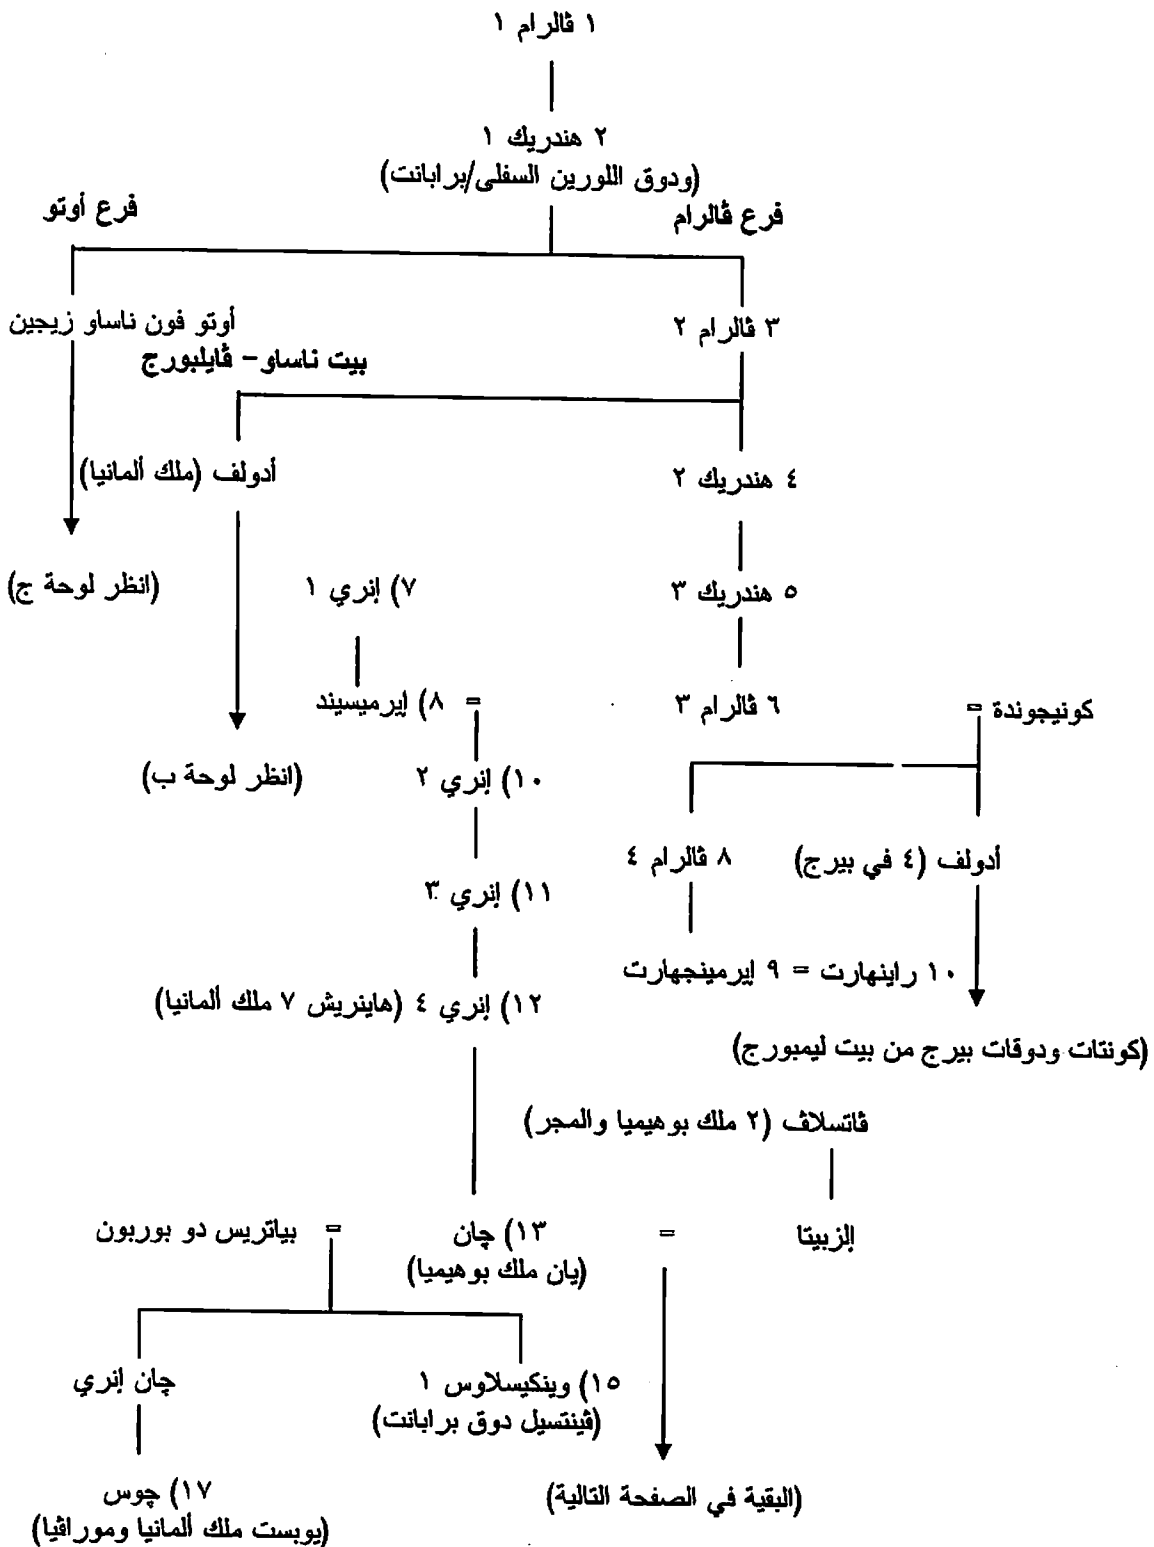 ١ ڤالرام ١
٢ هندريك ١
(ودوق اللورين السفلى/برابانت)
فرع ڤالرام
فرع أوتو
٣ ڤالرام ٢
أوتو فون ناساو زيجين
بيت ناساو- ڤايلبورج
٤ هندريك ٢
أدولف (ملك ألمانيا)
٥ هندريك ٣
٧) إنري ١
(انظر لوحة ج)
كونيجوندة = ٦ ڤالرام ٣
= ٨) إيرميسيند
١٠) إنري ٢
(انظر لوحة ب)
أدولف (٤ في بيرج)
٨ ڤالرام ٤
١١) إنري ٣
١٠ راينهارت = ٩ إيرمينجهارت
١٢) إنري ٤ (هاينريش ٧ ملك ألمانيا)
(كونتات ودوقات بيرج من بيت ليمبورج)
ڤاتسلاڤ (٢ ملك بوهيميا والمجر)
إلزبيتا = ١٣) چان = بياتريس دو بوربون
(يان ملك بوهيميا)
١٥) وينكيسلاوس ١
(ڤينتسيل دوق برابانت)
چان إنري
(البقية في الصفحة التالية)
١٧) چوس
(يوبست ملك ألمانيا وموراڤيا)